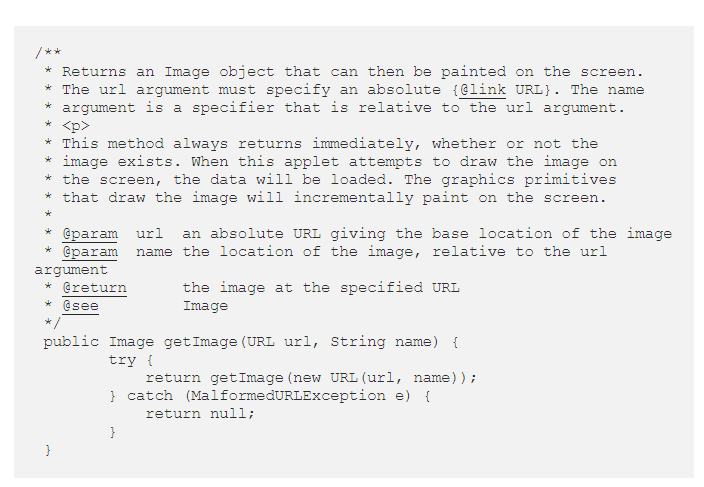 /**
 * Returns an Image object that can then be painted on the screen.
 * The url argument must specify an absolute {@link URL}. The name
 * argument is a specifier that is relative to the url argument.
 * <p>
 * This method always returns immediately, whether or not the
 * image exists. When this applet attempts to draw the image on
 * the screen, the data will be loaded. The graphics primitives
 * that draw the image will incrementally paint on the screen.
 *
 * @param  url  an absolute URL giving the base location of the image
 * @param  name the location of the image, relative to the url
argument
 * @return      the image at the specified URL
 * @see         Image
 */
 public Image getImage(URL url, String name) {
        try {
            return getImage(new URL(url, name));
        } catch (MalformedURLException e) {
            return null;
        }
 }